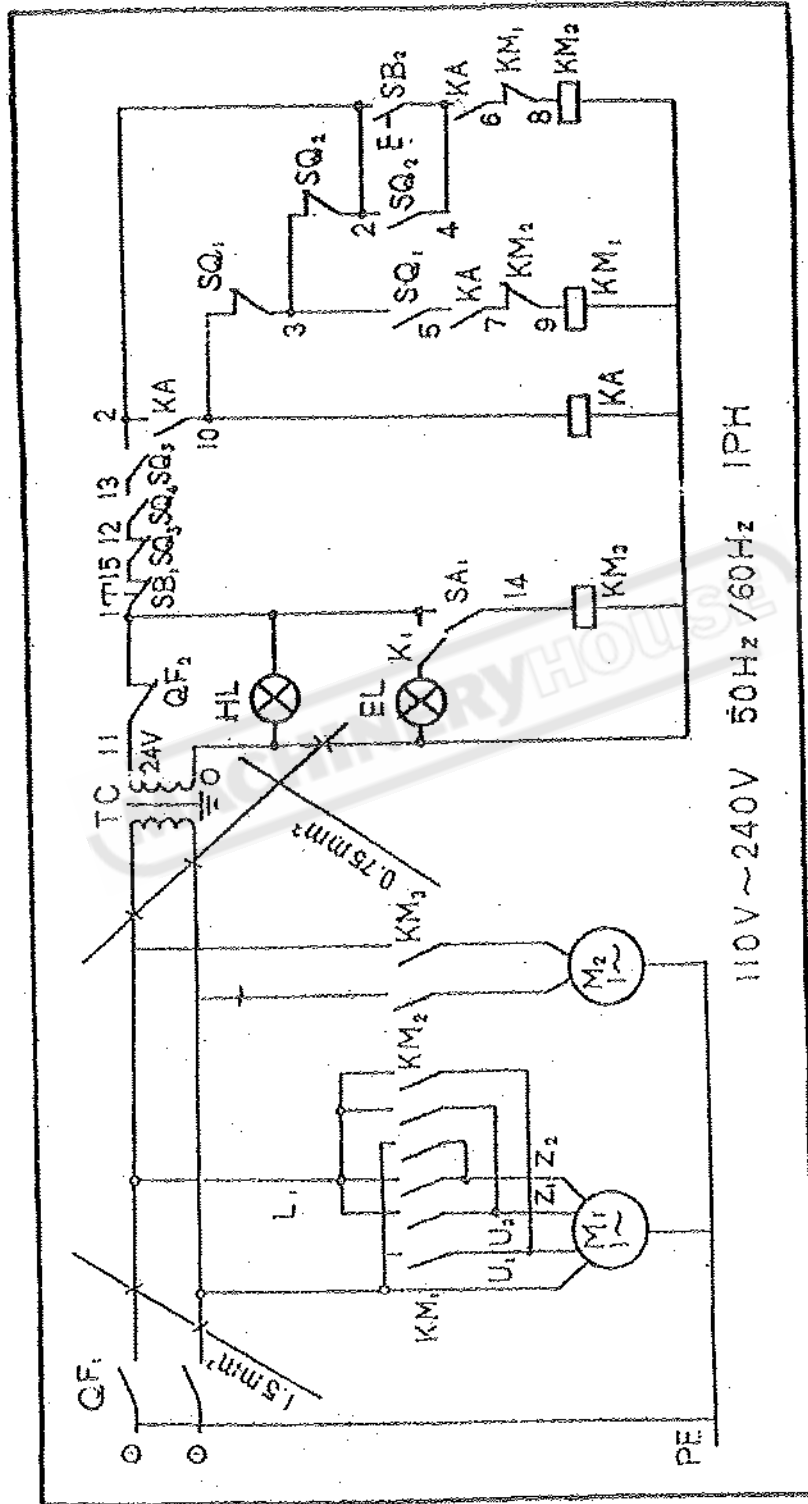 QF₁
1.5mm²
PE
L₁
KM₁
U₁ U₂ Z₁ Z₂
M₁
1~
KM₂
KM₃
M₂
1~
TC
11
24V
0
0.75mm²
QF₂
HL
EL
K₁
SA₁
14
KM₃
1
SB₁
15
SQ₃
12
SQ₄
13
SQ₅
2
KA
10
KA
SQ₁
3
SQ₁
5
KA
7
KM₂
9
KM₁
SQ₂
2
SQ₂
4
E
SB₂
KA
6
KM₁
8
KM₂
110V~240V 50Hz/60Hz 1PH
MACHINERYHOUSE